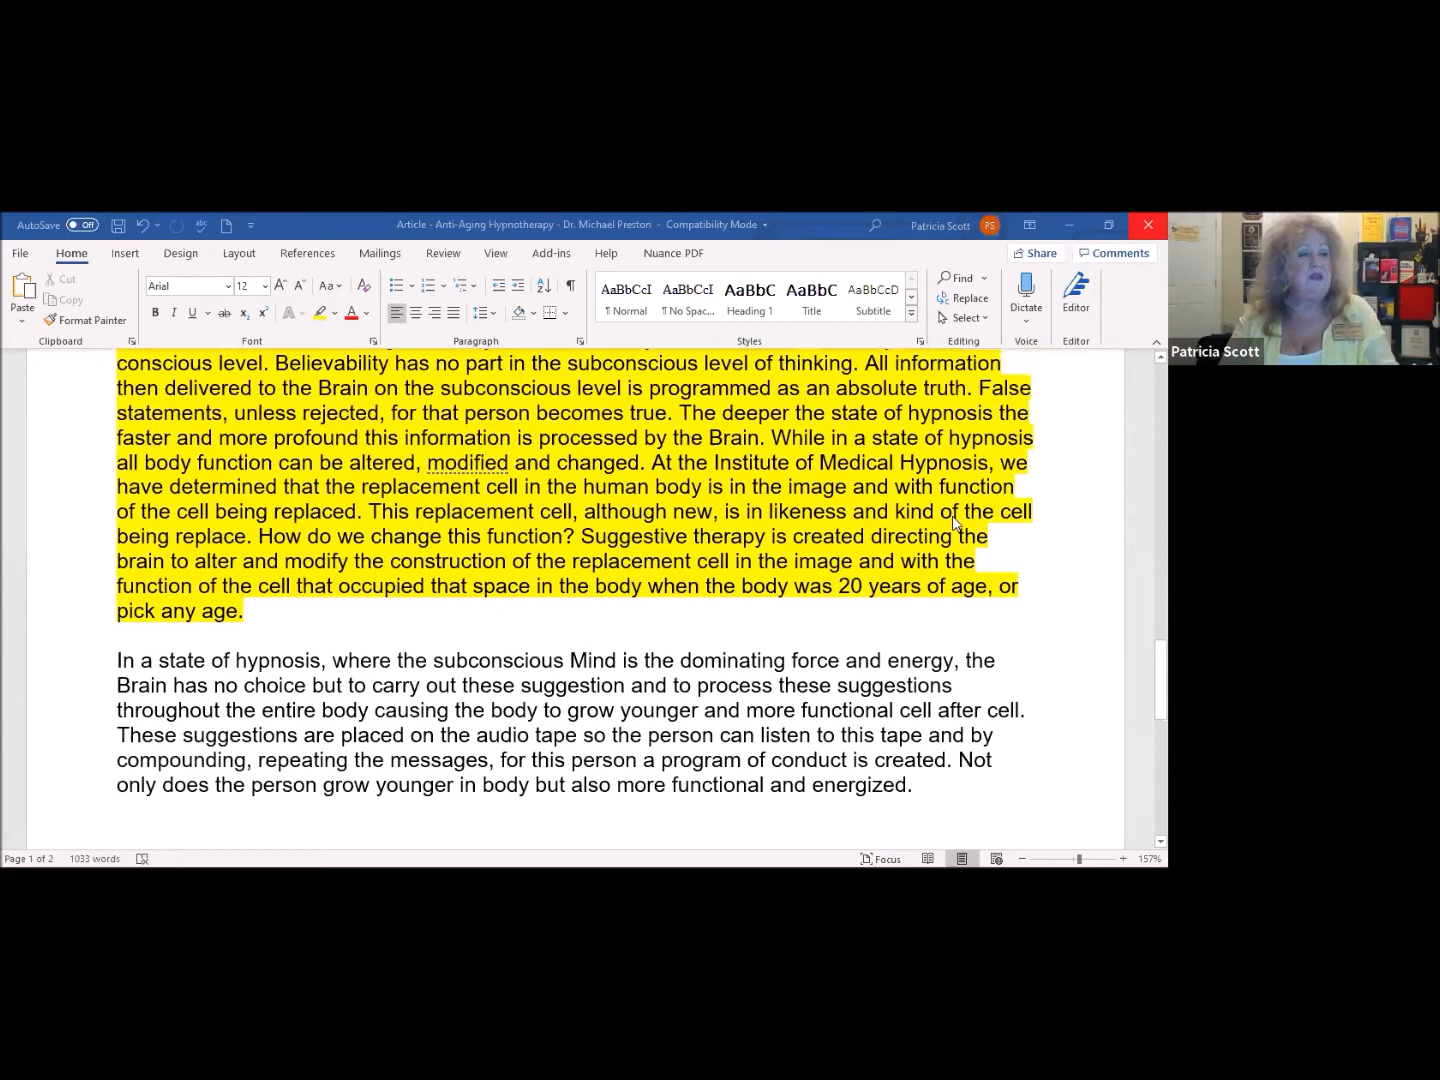 AutoSave Off abc Article - Anti-Aging Hypnotherapy - Dr. Michael Preston - Compatibility Mode Patricia Scott PS
File Home Insert Design Layout References Mailings Review View Add-ins Help Nuance PDF Share Comments
Paste Cut Copy Format Painter
Arial 12 A A Aa A
B I U ab x2 x2 A A
AaBbCcI AaBbCcI AaBbC AaBbC AaBbCcD
¶ Normal ¶ No Spac... Heading 1 Title Subtitle
Find Replace Select
Dictate Editor
Clipboard Font Paragraph Styles Editing Voice Editor
Patricia Scott
conscious level. Believability has no part in the subconscious level of thinking. All information
then delivered to the Brain on the subconscious level is programmed as an absolute truth. False
statements, unless rejected, for that person becomes true. The deeper the state of hypnosis the
faster and more profound this information is processed by the Brain. While in a state of hypnosis
all body function can be altered, modified and changed. At the Institute of Medical Hypnosis, we
have determined that the replacement cell in the human body is in the image and with function
of the cell being replaced. This replacement cell, although new, is in likeness and kind of the cell
being replace. How do we change this function? Suggestive therapy is created directing the
brain to alter and modify the construction of the replacement cell in the image and with the
function of the cell that occupied that space in the body when the body was 20 years of age, or
pick any age.
In a state of hypnosis, where the subconscious Mind is the dominating force and energy, the
Brain has no choice but to carry out these suggestion and to process these suggestions
throughout the entire body causing the body to grow younger and more functional cell after cell.
These suggestions are placed on the audio tape so the person can listen to this tape and by
compounding, repeating the messages, for this person a program of conduct is created. Not
only does the person grow younger in body but also more functional and energized.
Page 1 of 2 1033 words Focus 157%